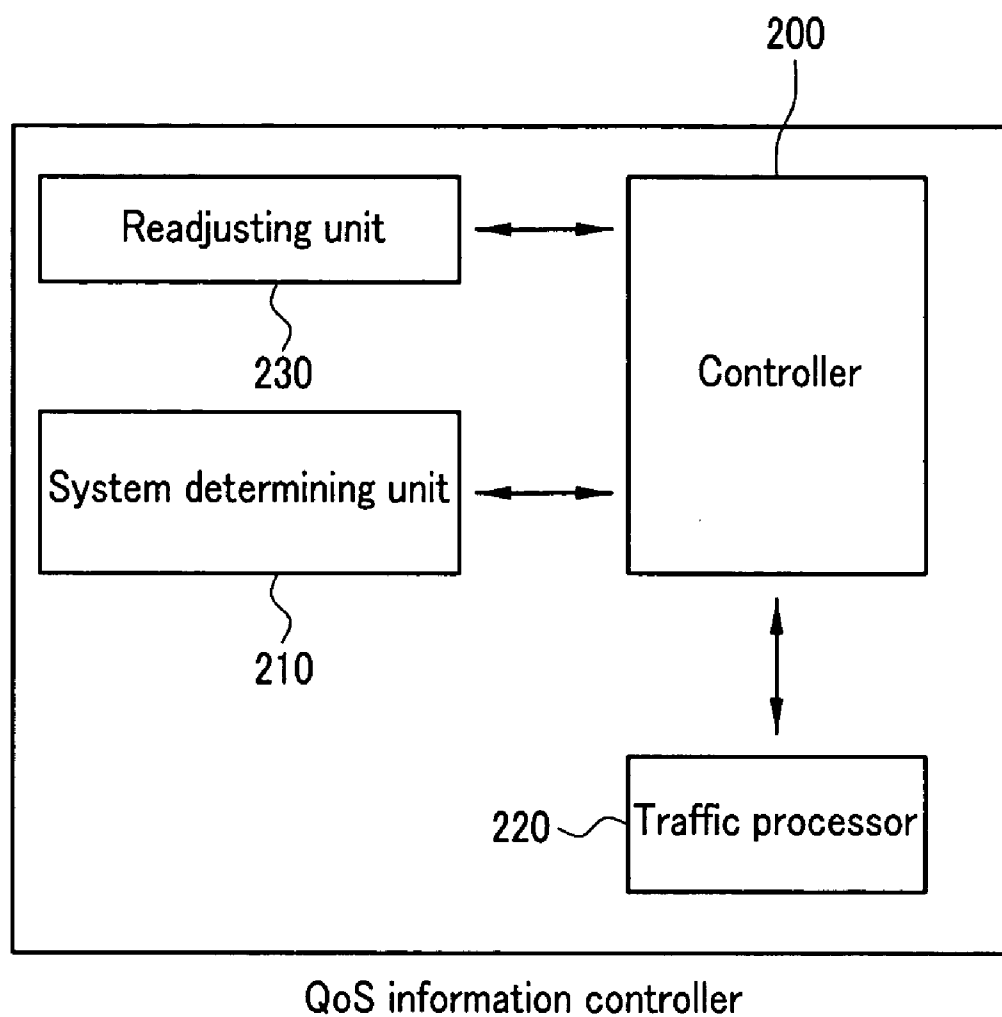 200
Readjusting unit
230
Controller
System determining unit
210
220
Traffic processor
QoS information controller